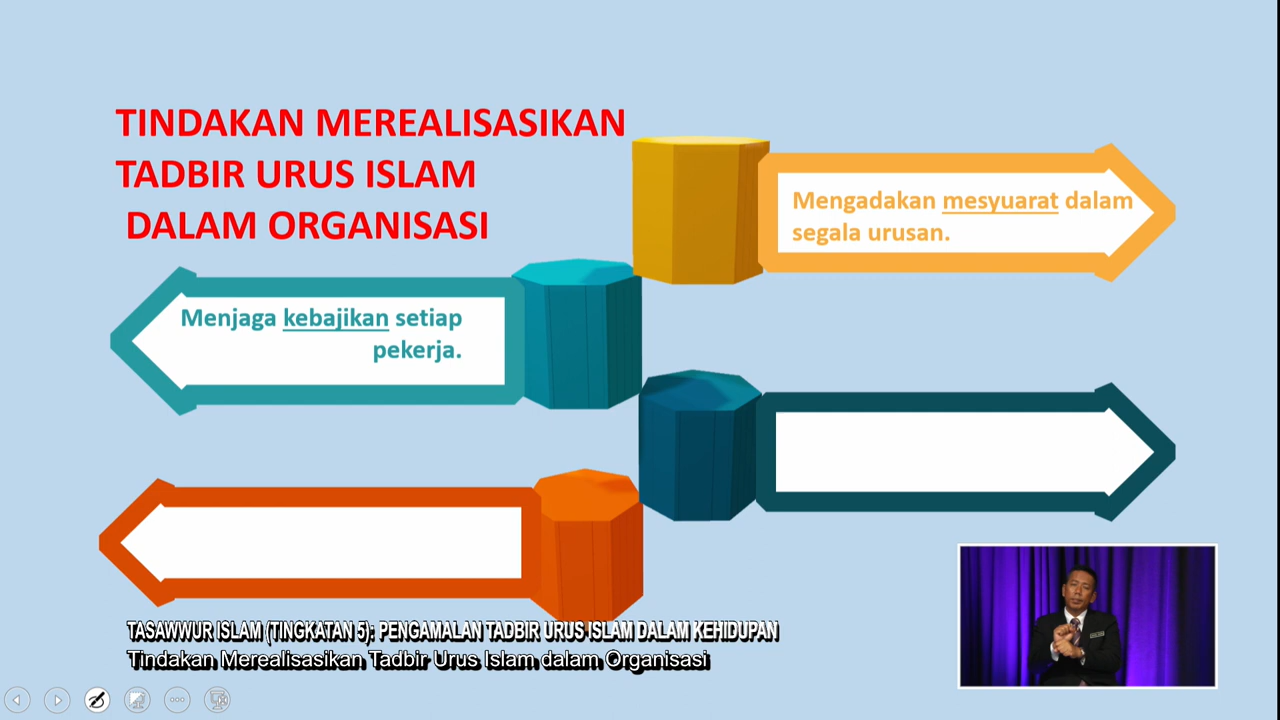 TINDAKAN MEREALISASIKAN
TADBIR URUS ISLAM
DALAM ORGANISASI
Mengadakan mesyuarat dalam
segala urusan.
Menjaga kebajikan setiap
pekerja.
TASAWWUR ISLAM (TINGKATAN 5): PENGAMALAN TADBIR URUS ISLAM DALAM KEHIDUPAN
Tindakan Merealisasikan Tadbir Urus Islam dalam Organisasi